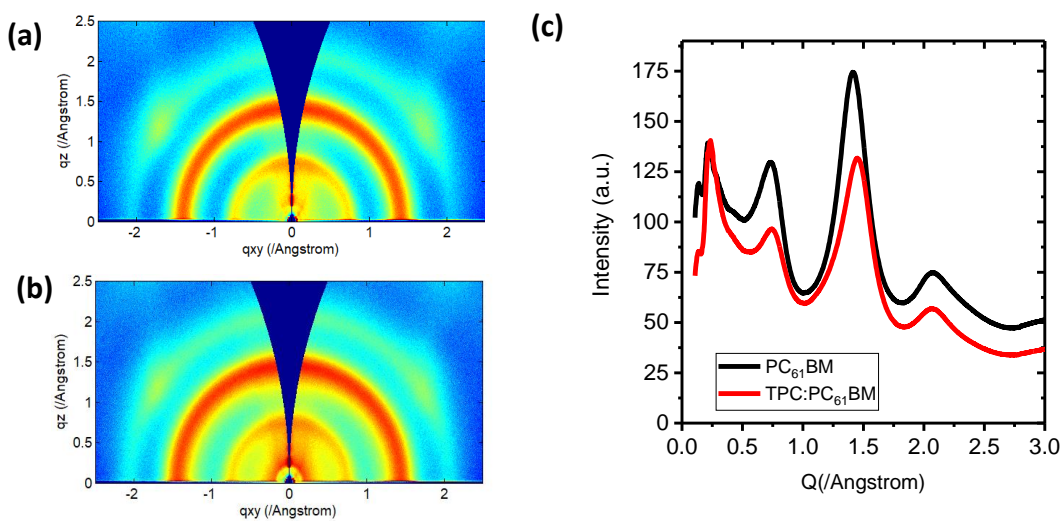 (a)
2.5
2
1.5
1
0.5
0
qz (/Angstrom)
-2 -1 0 1 2
qxy (/Angstrom)
(b)
2.5
2
1.5
1
0.5
0
qz (/Angstrom)
-2 -1 0 1 2
qxy (/Angstrom)
(c)
175
150
125
100
75
50
25
0
Intensity (a.u.)
PC₆₁BM
TPC:PC₆₁BM
0.0 0.5 1.0 1.5 2.0 2.5 3.0
Q(/Angstrom)